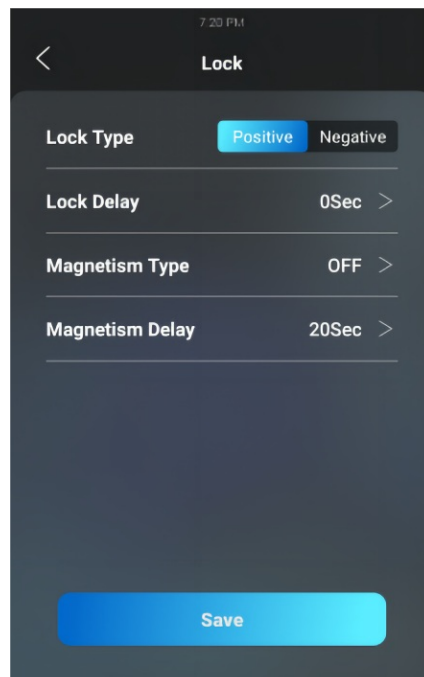 7:20 PM
Lock
Lock Type Positive Negative
Lock Delay 0Sec >
Magnetism Type OFF >
Magnetism Delay 20Sec >
Save